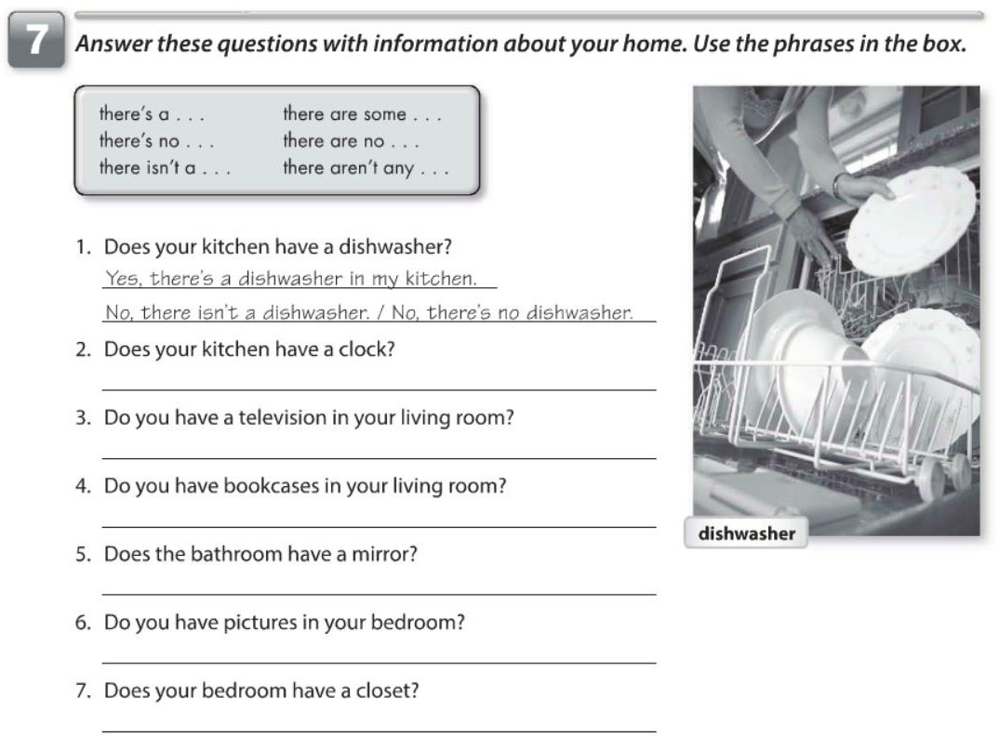 7 Answer these questions with information about your home. Use the phrases in the box.
there's a . . . there are some . . .
there's no . . . there are no . . .
there isn't a . . . there aren't any . . .
1. Does your kitchen have a dishwasher?
Yes, there's a dishwasher in my kitchen.
No, there isn't a dishwasher. / No, there's no dishwasher.
2. Does your kitchen have a clock?
3. Do you have a television in your living room?
4. Do you have bookcases in your living room?
5. Does the bathroom have a mirror?
6. Do you have pictures in your bedroom?
7. Does your bedroom have a closet?
dishwasher